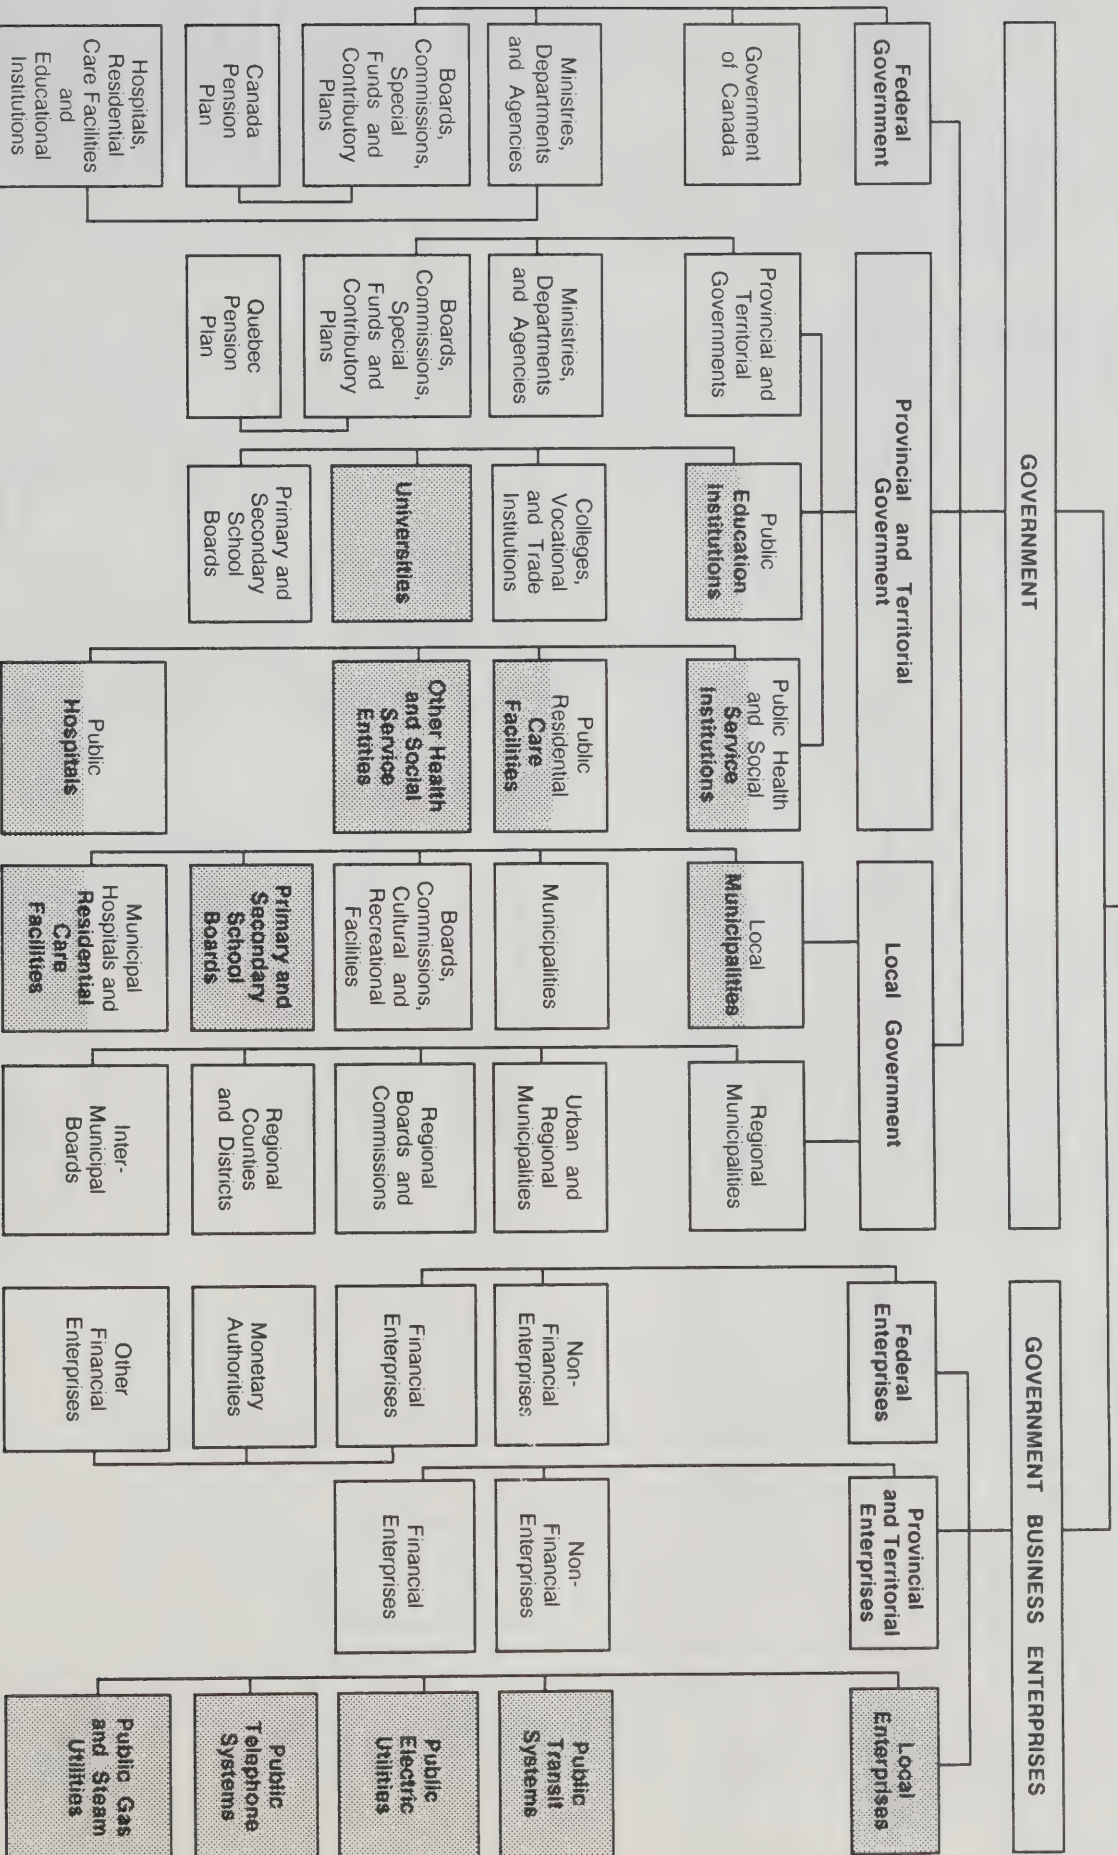 GOVERNMENT
GOVERNMENT BUSINESS ENTERPRISES
Federal
Government
Provincial and Territorial
Government
Local Government
Federal
Enterprises
Provincial
and Territorial
Enterprises
Local
Enterprises
Government
of Canada
Ministries,
Departments
and Agencies
Boards,
Commissions,
Special
Funds and
Contributory
Plans
Canada
Pension
Plan
Hospitals,
Residential
Care Facilities
and
Educational
Institutions
Provincial and
Territorial
Governments
Ministries,
Departments
and Agencies
Boards,
Commissions,
Special
Funds and
Contributory
Plans
Quebec
Pension
Plan
Public
Education
Institutions
Colleges,
Vocational
and Trade
Institutions
Universities
Primary and
Secondary
School
Boards
Public Health
and Social
Service
Institutions
Public
Residential
Care
Facilities
Other Health
and Social
Service
Entities
Public
Hospitals
Local
Municipalities
Municipalities
Boards,
Commissions,
Cultural and
Recreational
Facilities
Primary and
Secondary
School
Boards
Municipal
Hospitals and
Residential
Care
Facilities
Regional
Municipalities
Urban and
Regional
Municipalities
Regional
Boards and
Commissions
Regional
Counties
and Districts
Inter-
Municipal
Boards
Non-
Financial
Enterprises
Financial
Enterprises
Monetary
Authorities
Other
Financial
Enterprises
Non-
Financial
Enterprises
Financial
Enterprises
Public
Transit
Systems
Public
Electric
Utilities
Public
Telephone
Systems
Public Gas
and Steam
Utilities